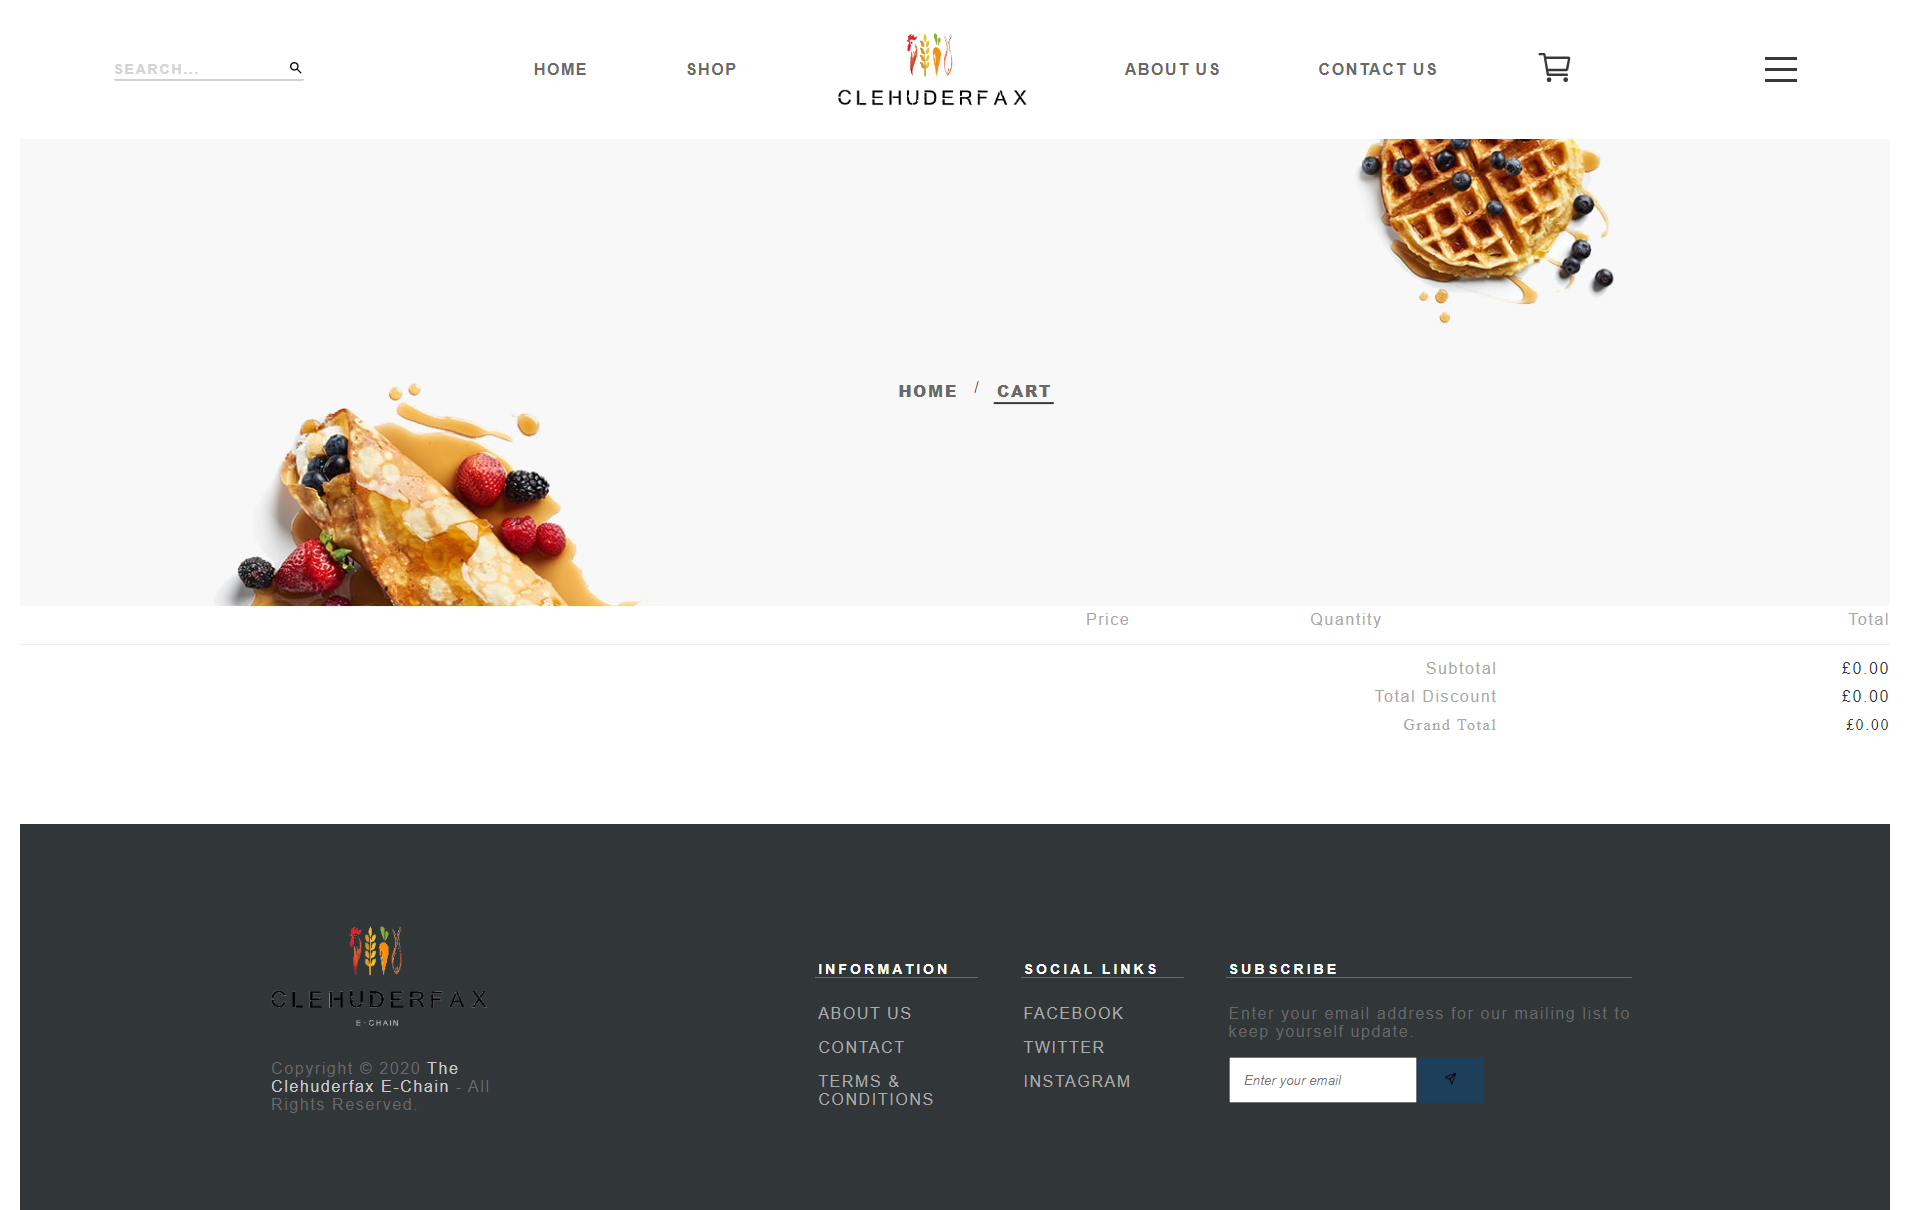 SEARCH...
HOME
SHOP
CLEHUDERFAX
ABOUT US
CONTACT US
HOME / CART
Price Quantity Total
Subtotal £0.00
Total Discount £0.00
Grand Total £0.00
CLEHUDERFAX
E-CHAIN
Copyright © 2020 The
Clehuderfax E-Chain - All
Rights Reserved.
INFORMATION
ABOUT US
CONTACT
TERMS &
CONDITIONS
SOCIAL LINKS
FACEBOOK
TWITTER
INSTAGRAM
SUBSCRIBE
Enter your email address for our mailing list to
keep yourself update.
Enter your email